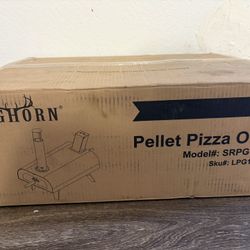 GHORN®
Pellet Pizza O
Model#: SRPG
Sku#: LPG1